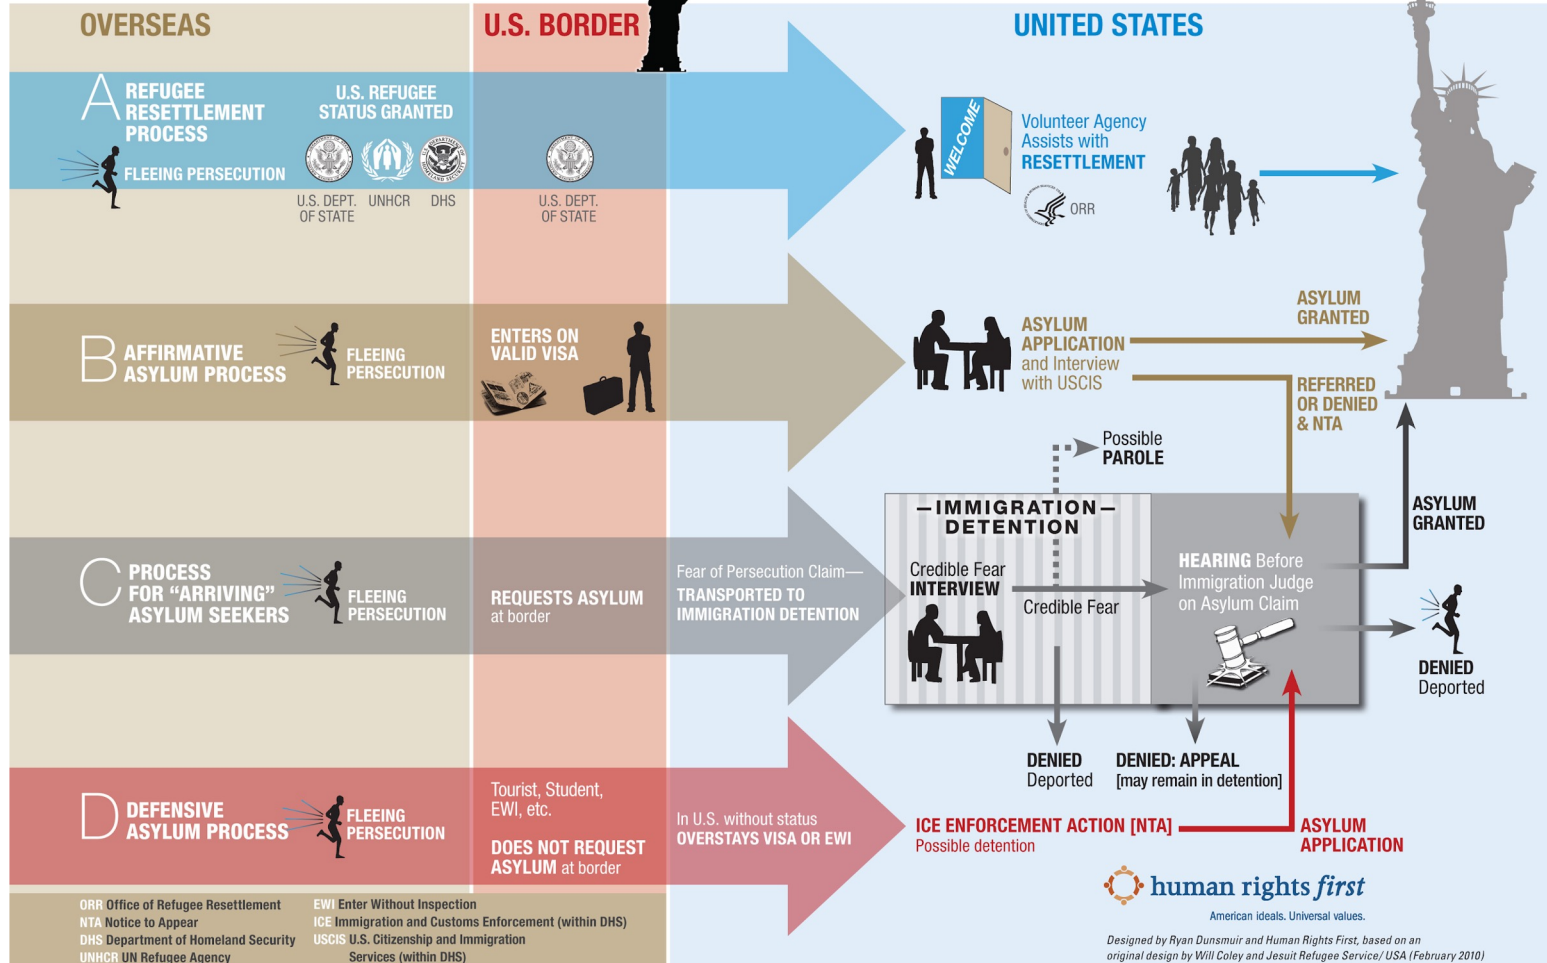 OVERSEAS
U.S. BORDER
UNITED STATES
A REFUGEE
RESETTLEMENT
PROCESS
FLEEING PERSECUTION
U.S. REFUGEE
STATUS GRANTED
U.S. DEPT.
OF STATE
UNHCR
DHS
U.S. DEPT.
OF STATE
WELCOME
Volunteer Agency
Assists with
RESETTLEMENT
ORR
B AFFIRMATIVE
ASYLUM PROCESS
FLEEING
PERSECUTION
ENTERS ON
VALID VISA
ASYLUM
APPLICATION
and Interview
with USCIS
ASYLUM
GRANTED
REFERRED
OR DENIED
& NTA
Possible
PAROLE
C PROCESS
FOR “ARRIVING”
ASYLUM SEEKERS
FLEEING
PERSECUTION
REQUESTS ASYLUM
at border
Fear of Persecution Claim—
TRANSPORTED TO
IMMIGRATION DETENTION
—IMMIGRATION—
DETENTION
Credible Fear
INTERVIEW
Credible Fear
HEARING Before
Immigration Judge
on Asylum Claim
ASYLUM
GRANTED
DENIED
Deported
DENIED
Deported
DENIED: APPEAL
[may remain in detention]
D DEFENSIVE
ASYLUM PROCESS
FLEEING
PERSECUTION
Tourist, Student,
EWI, etc.
DOES NOT REQUEST
ASYLUM at border
In U.S. without status
OVERSTAYS VISA OR EWI
ICE ENFORCEMENT ACTION [NTA]
Possible detention
ASYLUM
APPLICATION
ORR Office of Refugee Resettlement
NTA Notice to Appear
DHS Department of Homeland Security
UNHCR UN Refugee Agency
EWI Enter Without Inspection
ICE Immigration and Customs Enforcement (within DHS)
USCIS U.S. Citizenship and Immigration
Services (within DHS)
human rights first
American ideals. Universal values.
Designed by Ryan Dunsmuir and Human Rights First, based on an
original design by Will Coley and Jesuit Refugee Service/ USA (February 2010)